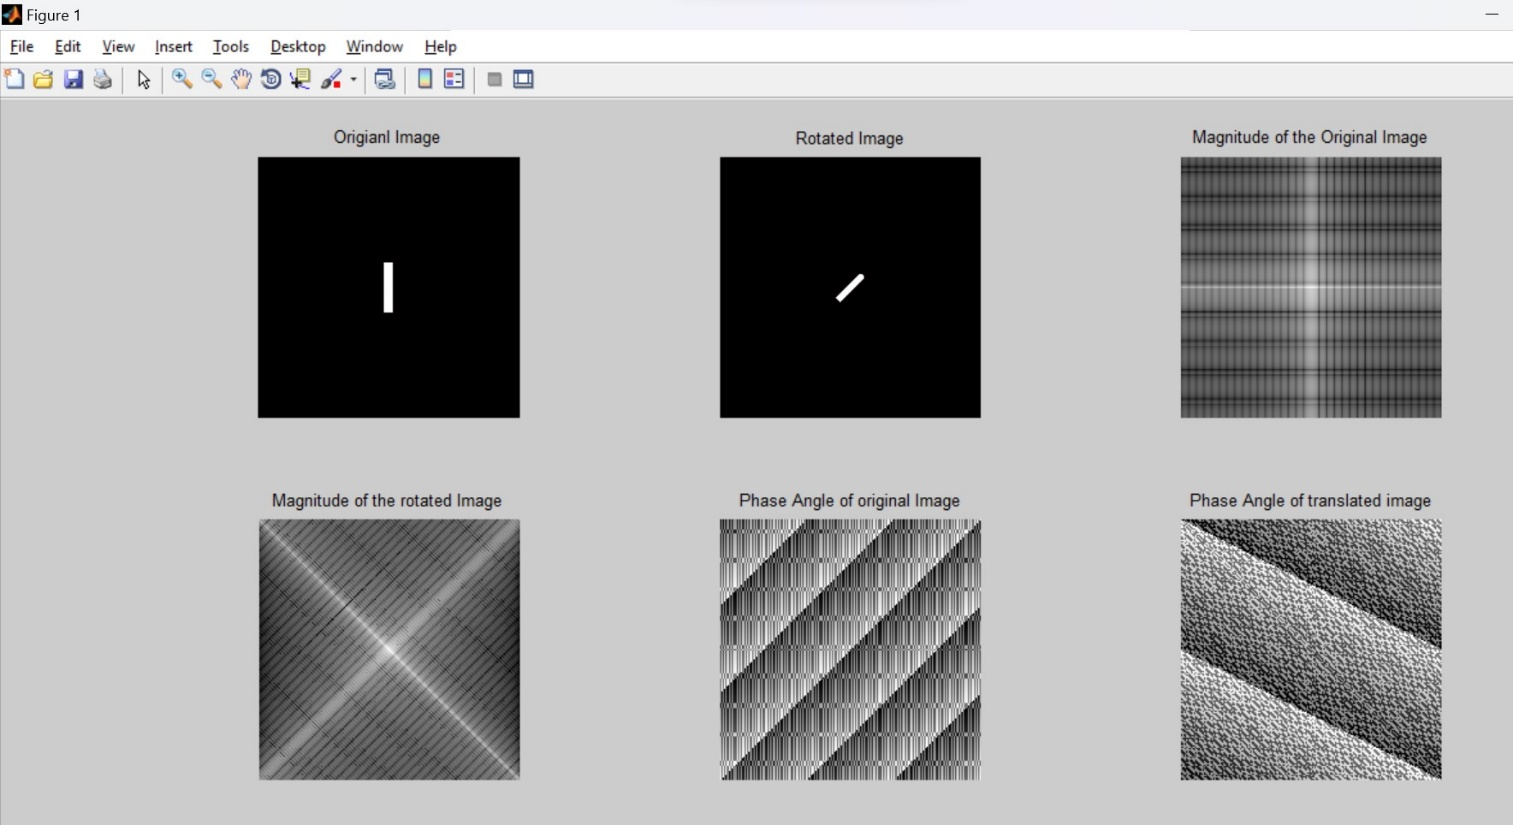 Figure 1
File Edit View Insert Tools Desktop Window Help
Origianl Image
Rotated Image
Magnitude of the Original Image
Magnitude of the rotated Image
Phase Angle of original Image
Phase Angle of translated image